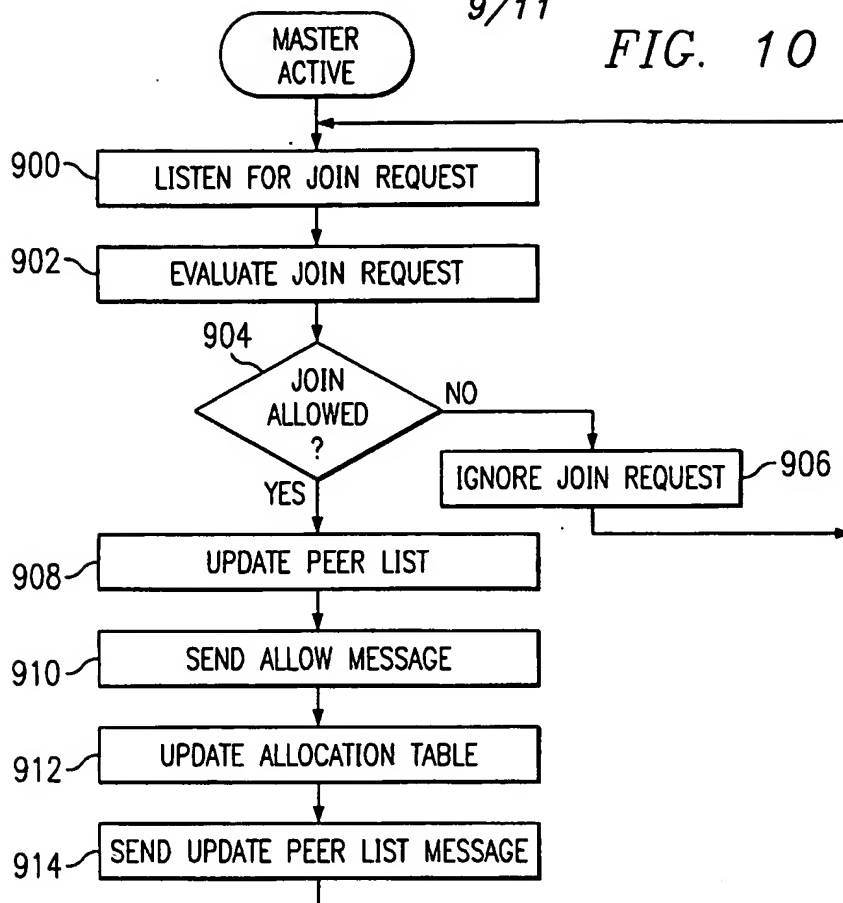 9/11
FIG. 10
MASTER
ACTIVE
900
LISTEN FOR JOIN REQUEST
902
EVALUATE JOIN REQUEST
904
JOIN
ALLOWED
?
NO
YES
IGNORE JOIN REQUEST
906
908
UPDATE PEER LIST
910
SEND ALLOW MESSAGE
912
UPDATE ALLOCATION TABLE
914
SEND UPDATE PEER LIST MESSAGE